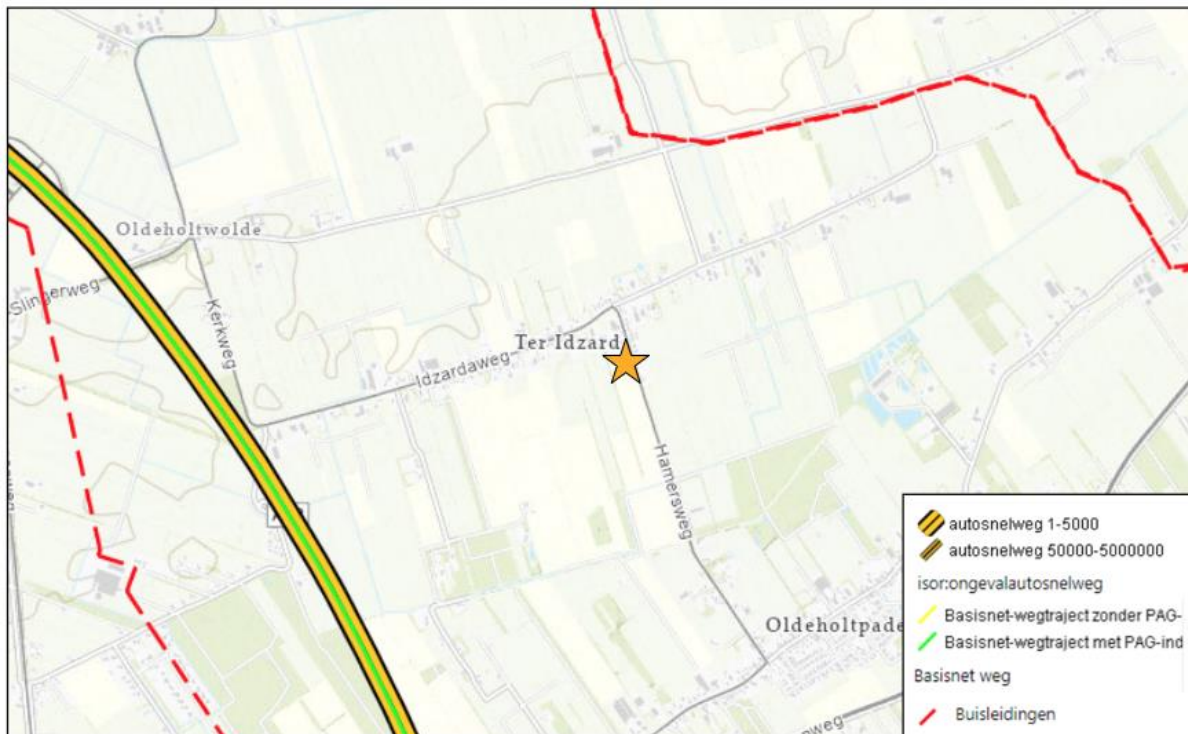 Oldeholtwolde
Slingerweg
Kerkweg
Ter Idzard
Idzardaweg
Hamersweg
Oldeholtpade
autosnelweg 1-5000
autosnelweg 50000-5000000
isor:ongevalautosnelweg
Basisnet-wegtraject zonder PAG-
Basisnet-wegtraject met PAG-ind
Basisnet weg
Buisleidingen